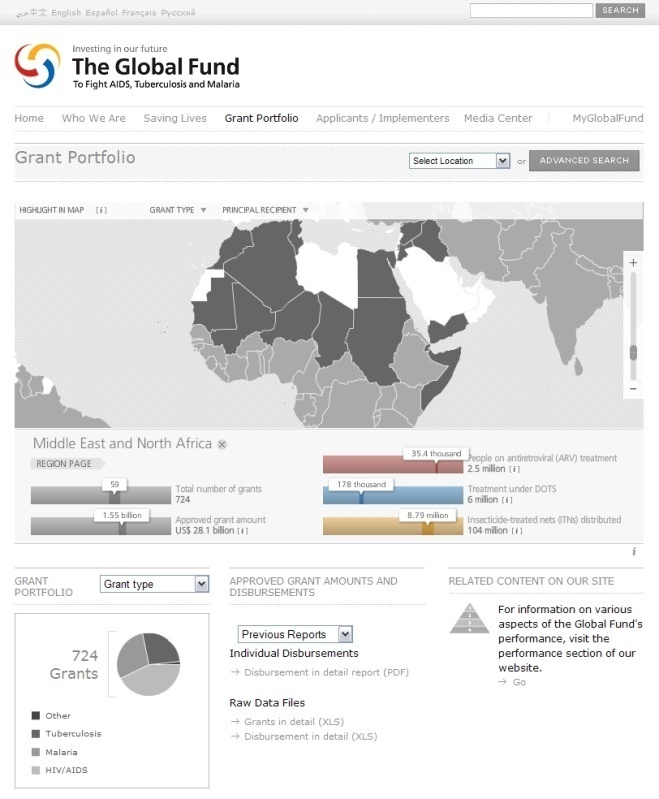 عربي 中文 English Español Français Русский
SEARCH
Investing in our future
The Global Fund
To Fight AIDS, Tuberculosis and Malaria
Home Who We Are Saving Lives Grant Portfolio Applicants / Implementers Media Center MyGlobalFund
Grant Portfolio
Select Location or ADVANCED SEARCH
HIGHLIGHT IN MAP [i] GRANT TYPE PRINCIPAL RECIPIENT
+
−
Middle East and North Africa
REGION PAGE
59
Total number of grants
724
1.55 billion
Approved grant amount
US$ 28.1 billion [i]
35.4 thousand
People on antiretroviral (ARV) treatment
2.5 million [i]
178 thousand
Treatment under DOTS
6 million [i]
8.79 million
Insecticide-treated nets (ITNs) distributed
104 million [i]
i
GRANT
PORTFOLIO
Grant type
724
Grants
Other
Tuberculosis
Malaria
HIV/AIDS
APPROVED GRANT AMOUNTS AND
DISBURSEMENTS
Previous Reports
Individual Disbursements
→ Disbursement in detail report (PDF)
Raw Data Files
→ Grants in detail (XLS)
→ Disbursement in detail (XLS)
RELATED CONTENT ON OUR SITE
For information on various
aspects of the Global Fund's
performance, visit the
performance section of our
website.
→ Go